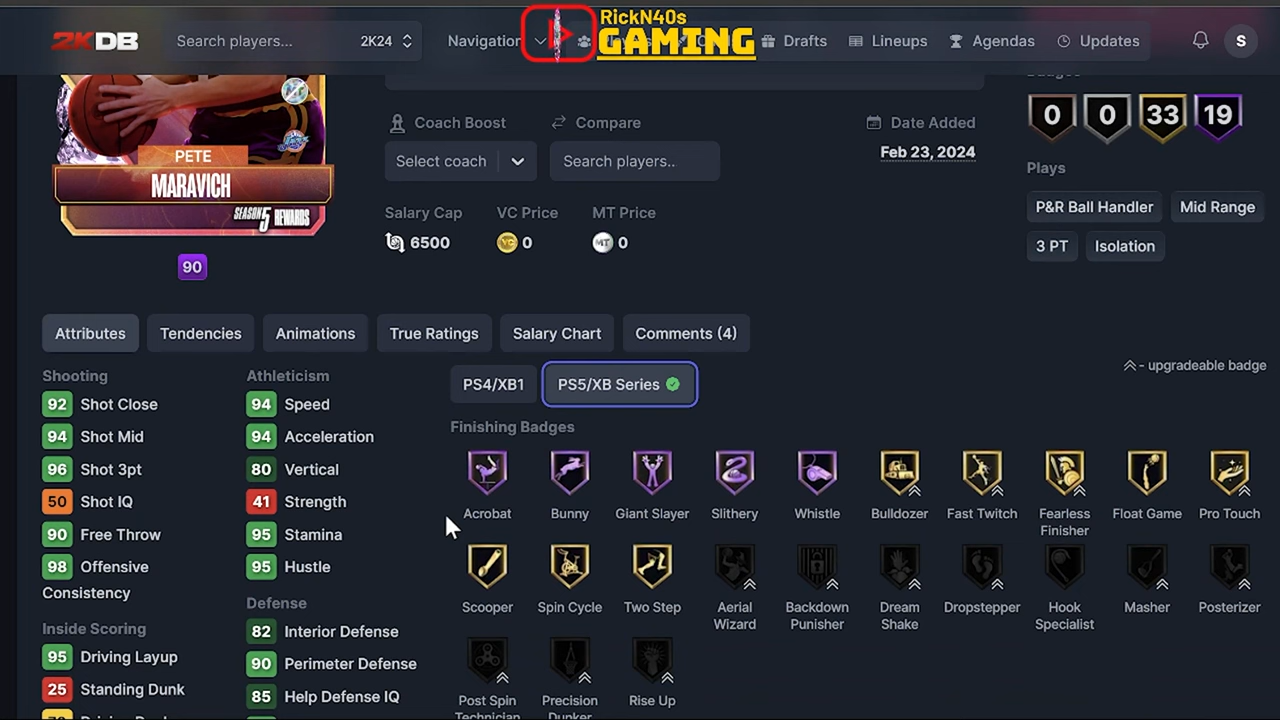 2KDB
Search players...
2K24
Navigation
RickN40s
GAMING
Drafts
Lineups
Agendas
Updates
S
PETE
MARAVICH
SEASON 5 REWARDS
90
Coach Boost
Compare
Select coach
Search players..
Date Added
Feb 23, 2024
Salary Cap
VC Price
MT Price
6500
VC 0
MT 0
Badges
0 0 33 19
Plays
P&R Ball Handler
Mid Range
3 PT
Isolation
Attributes
Tendencies
Animations
True Ratings
Salary Chart
Comments (4)
- upgradeable badge
Shooting
92 Shot Close
94 Shot Mid
96 Shot 3pt
50 Shot IQ
90 Free Throw
98 Offensive
Consistency
Inside Scoring
95 Driving Layup
25 Standing Dunk
Athleticism
94 Speed
94 Acceleration
80 Vertical
41 Strength
95 Stamina
95 Hustle
Defense
82 Interior Defense
90 Perimeter Defense
85 Help Defense IQ
PS4/XB1
PS5/XB Series
Finishing Badges
Acrobat
Bunny
Giant Slayer
Slithery
Whistle
Bulldozer
Fast Twitch
Fearless
Finisher
Float Game
Pro Touch
Scooper
Spin Cycle
Two Step
Aerial
Wizard
Backdown
Punisher
Dream
Shake
Dropstepper
Hook
Specialist
Masher
Posterizer
Post Spin
Technician
Precision
Dunker
Rise Up